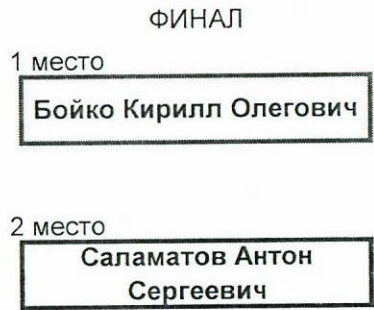 ФИНАЛ
1 место
Бойко Кирилл Олегович
2 место
Саламатов Антон
Сергеевич